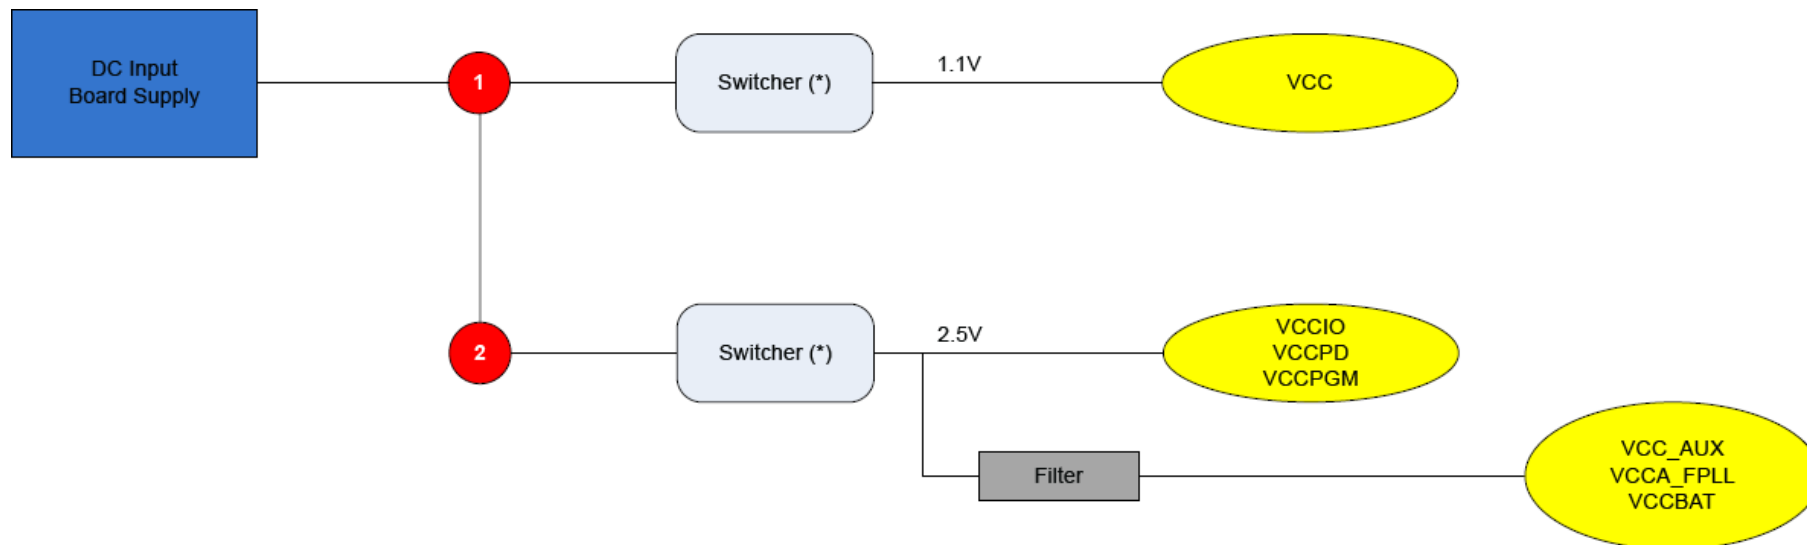 DC Input
Board Supply
1
Switcher (*)
1.1V
VCC
2
Switcher (*)
2.5V
VCCIO
VCCPD
VCCPGM
Filter
VCC_AUX
VCCA_FPLL
VCCBAT